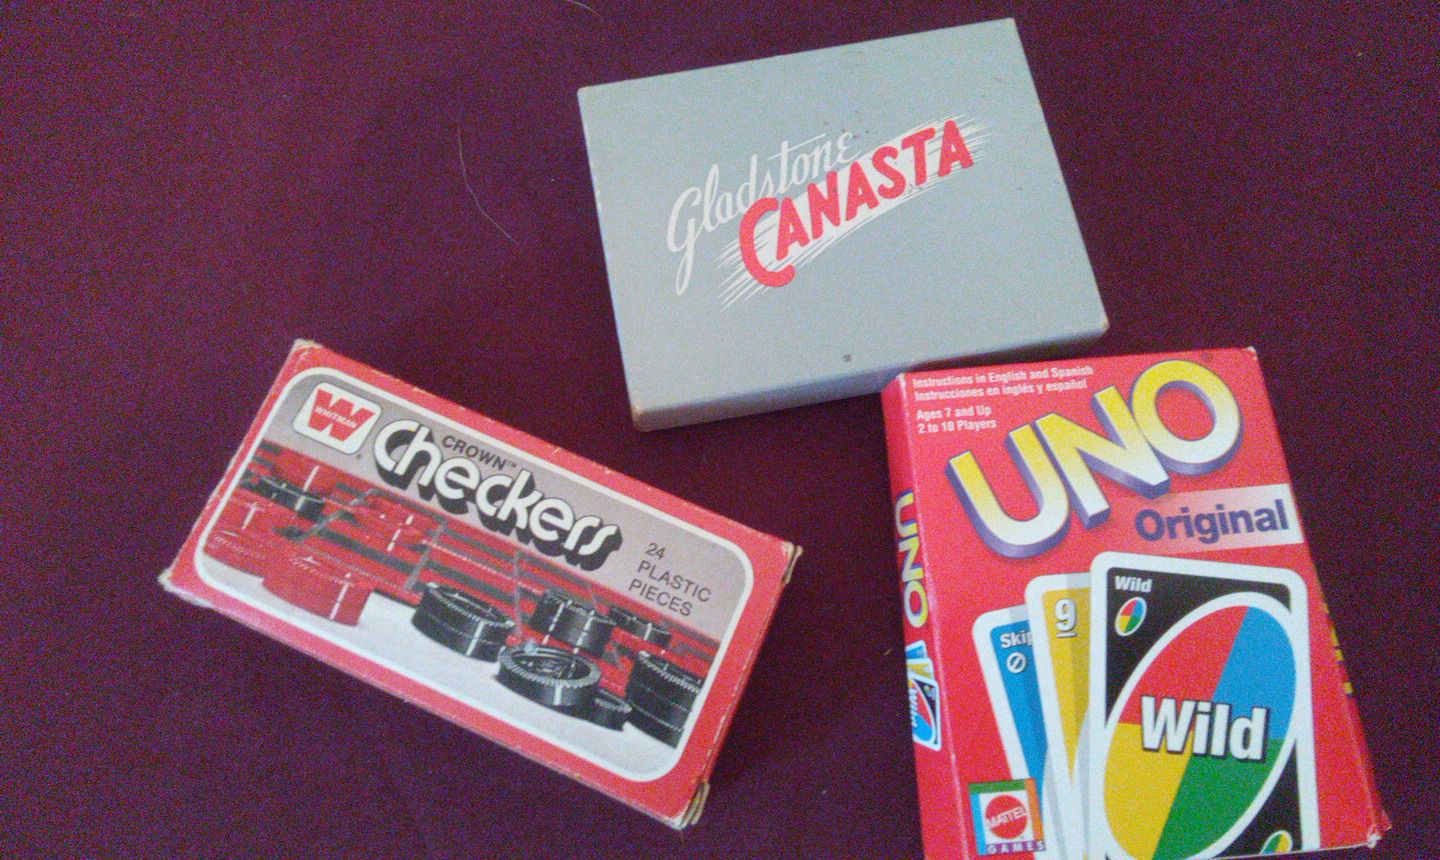 Gladstone
CANASTA
WHITMAN
CROWN™
Checkers
24
PLASTIC
PIECES
Instructions in English and Spanish
Instrucciones en inglés y español
Ages 7 and Up
2 to 10 Players
UNO
Original
UNO
Wild
Skip
9
Wild
Wild
MATTEL
GAMES